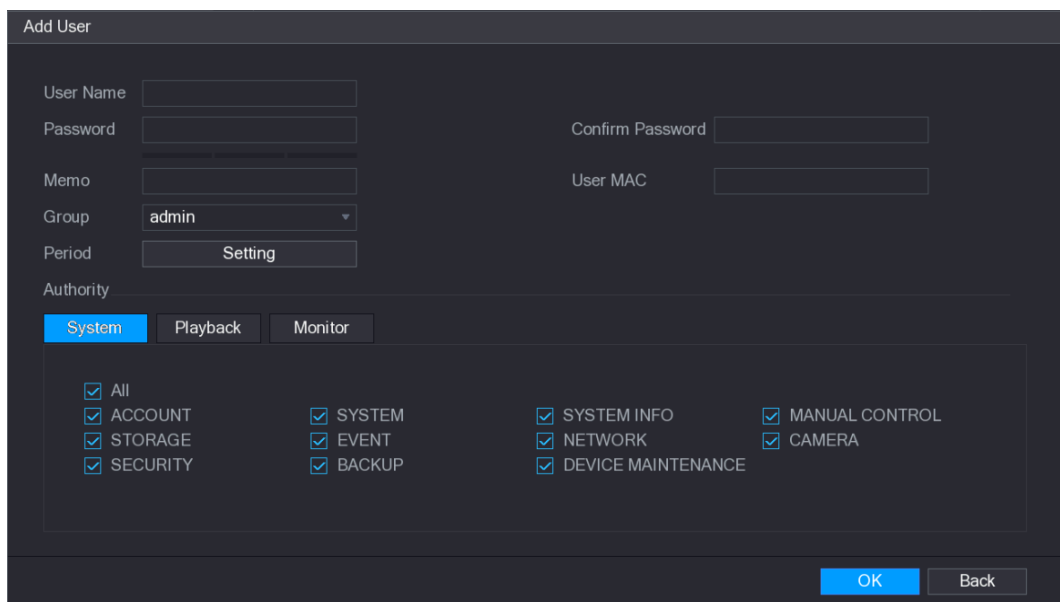 Add User
User Name
Password Confirm Password
Memo User MAC
Group admin
Period Setting
Authority
System Playback Monitor
All
ACCOUNT SYSTEM SYSTEM INFO MANUAL CONTROL
STORAGE EVENT NETWORK CAMERA
SECURITY BACKUP DEVICE MAINTENANCE
OK Back